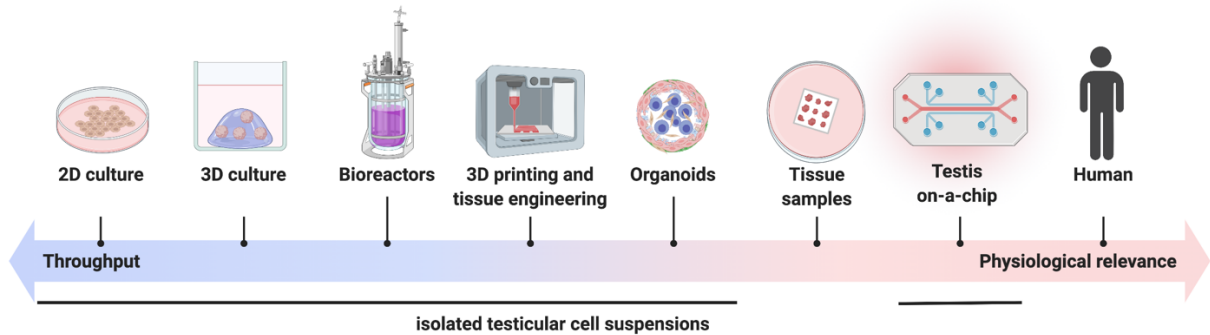 2D culture
3D culture
Bioreactors
3D printing and
tissue engineering
Organoids
Tissue
samples
Testis
on-a-chip
Human
Throughput
Physiological relevance
isolated testicular cell suspensions